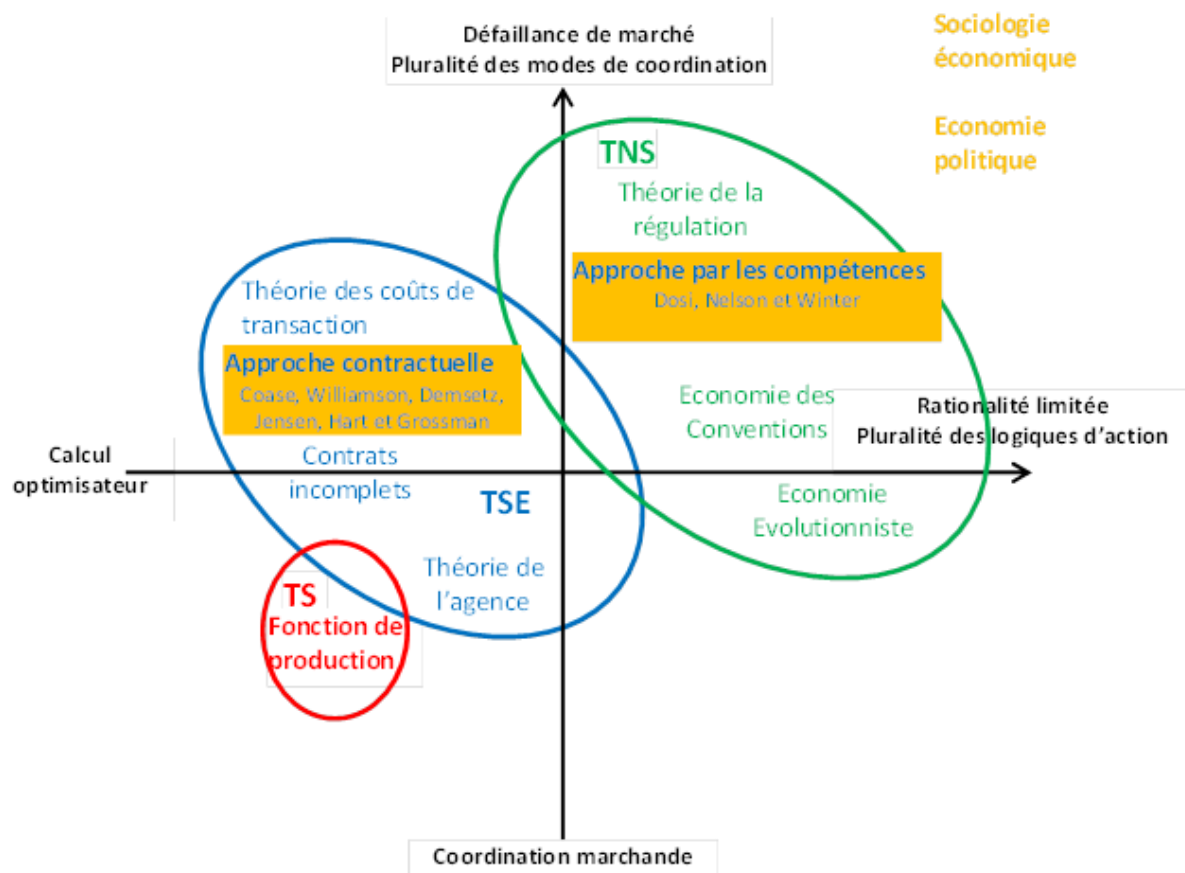 Défaillance de marché
Pluralité des modes de coordination
Sociologie
économique
Economie
politique
TNS
Théorie de la
régulation
Approche par les compétences
Dosi, Nelson et Winter
Théorie des coûts de
transaction
Approche contractuelle
Coase, Williamson, Demsetz,
Jensen, Hart et Grossman
Economie des
Conventions
Rationalité limitée
Pluralité des logiques d'action
Calcul
optimisateur
Contrats
incomplets
TSE
Economie
Evolutionniste
Théorie de
l'agence
TS
Fonction de
production
Coordination marchande